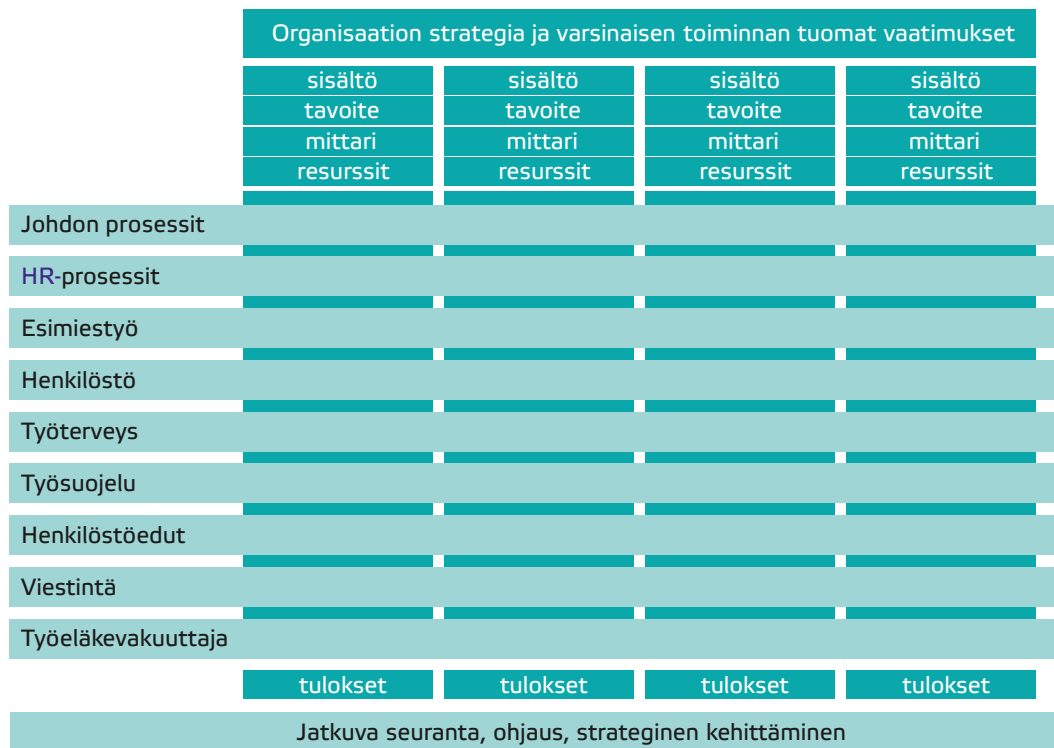 Organisaation strategia ja varsinaisen toiminnan tuomat vaatimukset
sisältö sisältö sisältö sisältö
tavoite tavoite tavoite tavoite
mittari mittari mittari mittari
resurssit resurssit resurssit resurssit
Johdon prosessit
HR-prosessit
Esimiestyö
Henkilöstö
Työterveys
Työsuojelu
Henkilöstöedut
Viestintä
Työeläkevakuuttaja
tulokset tulokset tulokset tulokset
Jatkuva seuranta, ohjaus, strateginen kehittäminen